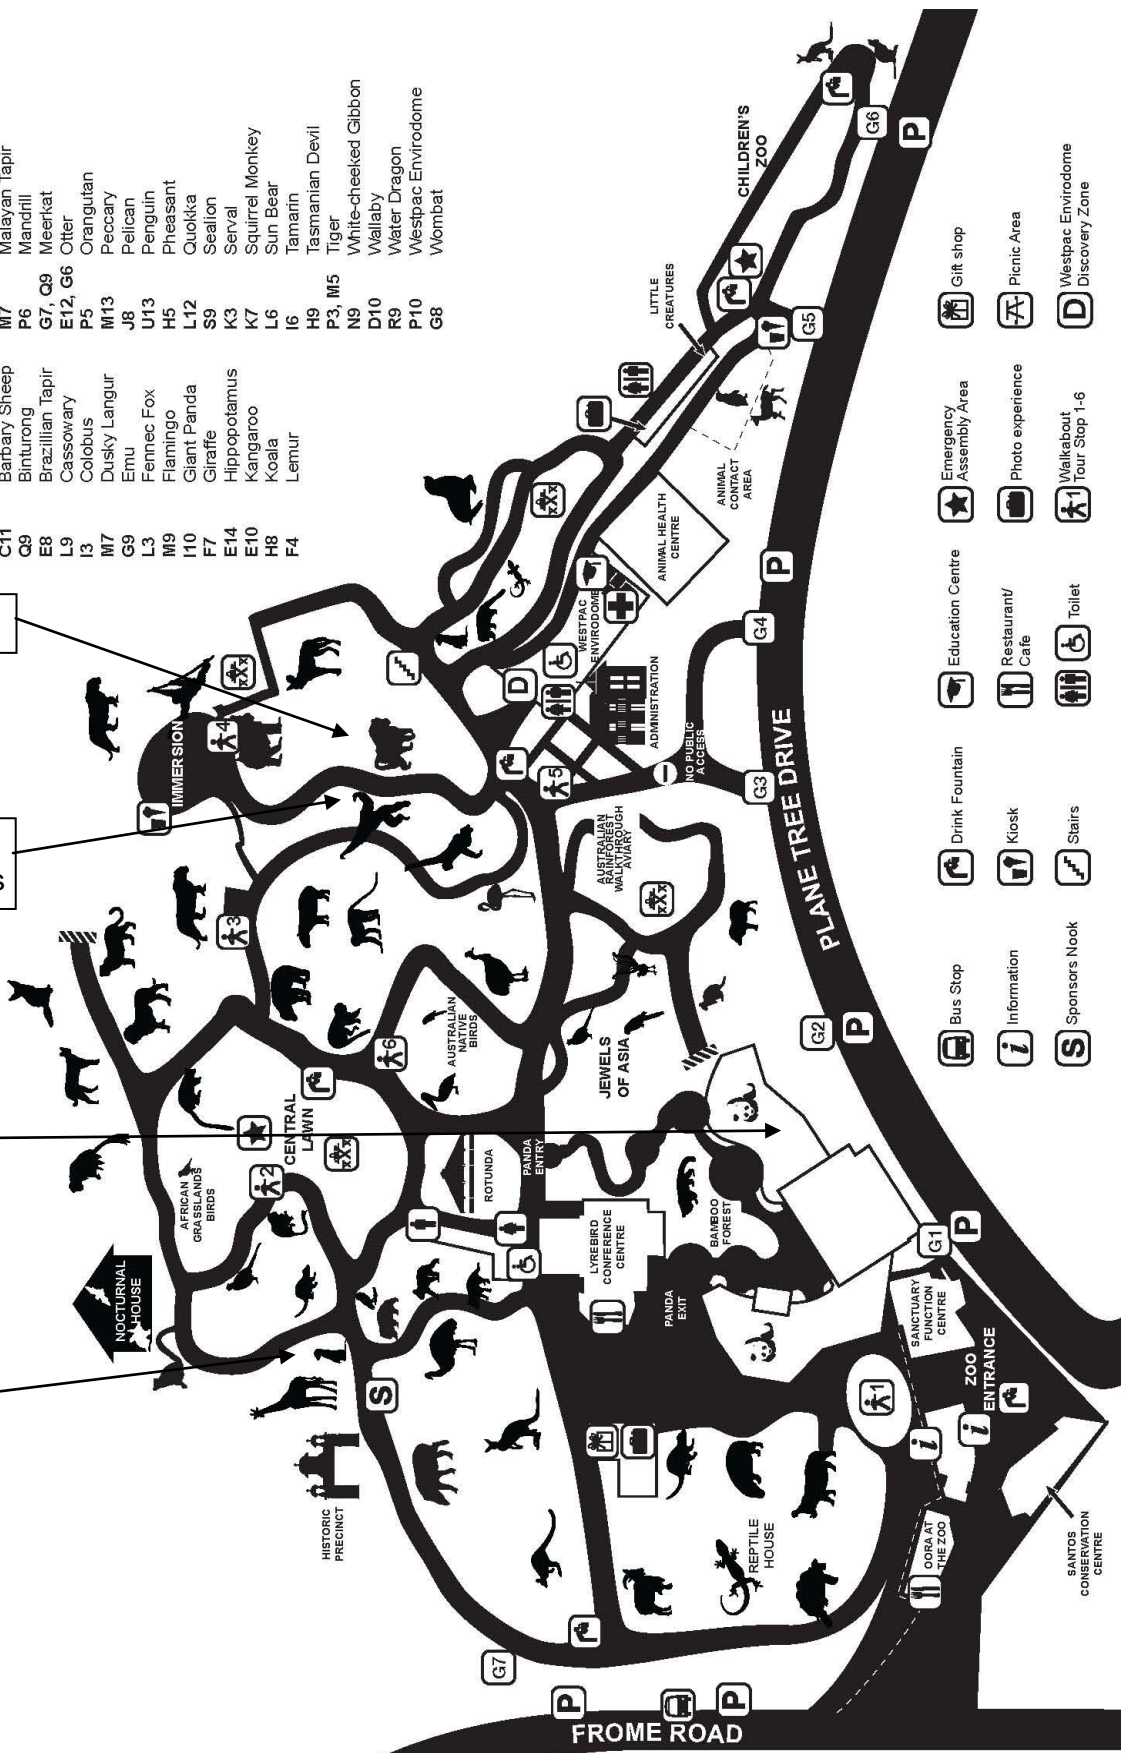 C11 Barbary Sheep
Q9 Binturong
E8 Brazillian Tapir
L9 Cassowary
I3 Colobus
M7 Dusky Langur
G9 Emu
L3 Fennec Fox
M9 Flamingo
I10 Giant Panda
F7 Giraffe
E14 Hippopotamus
E10 Kangaroo
H8 Koala
F4 Lemur
M7 Malayan Tapir
P6 Mandrill
G7, Q9 Meerkat
E12, G6 Otter
P5 Orangutan
M13 Peccary
J8 Pelican
U13 Penguin
H5 Pheasant
L12 Quokka
S9 Sealion
K3 Serval
K7 Squirrel Monkey
L6 Sun Bear
I6 Tamarin
H9 Tasmanian Devil
P3, M5 Tiger
N9 White-cheeked Gibbon
D10 Wallaby
R9 Water Dragon
P10 Westpac Envirodome
G8 Wombat
NOCTURNAL
HOUSE
AFRICAN
GRASSLANDS
BIRDS
2
CENTRAL
LAWN
3
IMMERSION
4
HISTORIC
PRECINCT
S
ROTUNDA
6
AUSTRALIAN
NATIVE
BIRDS
PANDA
ENTRY
LYREBIRD
CONFERENCE
CENTRE
PANDA
EXIT
BAMBOO
FOREST
JEWELS
OF ASIA
AUSTRALIAN
RAINFOREST
WALKTHROUGH
AVIARY
5
D
WESTPAC
ENVIRODOME
ADMINISTRATION
NO PUBLIC
ACCESS
ANIMAL HEALTH
CENTRE
ANIMAL
CONTACT
AREA
LITTLE
CREATURES
CHILDREN'S
ZOO
G7
P
P
FROME ROAD
REPTILE
HOUSE
OORA AT
THE ZOO
1
i
i
ZOO
ENTRANCE
SANCTUARY
FUNCTION
CENTRE
SANTOS
CONSERVATION
CENTRE
G1
P
G2
P
PLANE TREE DRIVE
G3
G4
P
G5
G6
P
Bus Stop
Drink Fountain
Education Centre
Emergency
Assembly Area
Gift shop
i Information
Kiosk
Restaurant/
Cafe
Photo experience
Picnic Area
S Sponsors Nook
Stairs
Toilet
1 Walkabout
Tour Stop 1-6
D Westpac Envirodome
Discovery Zone